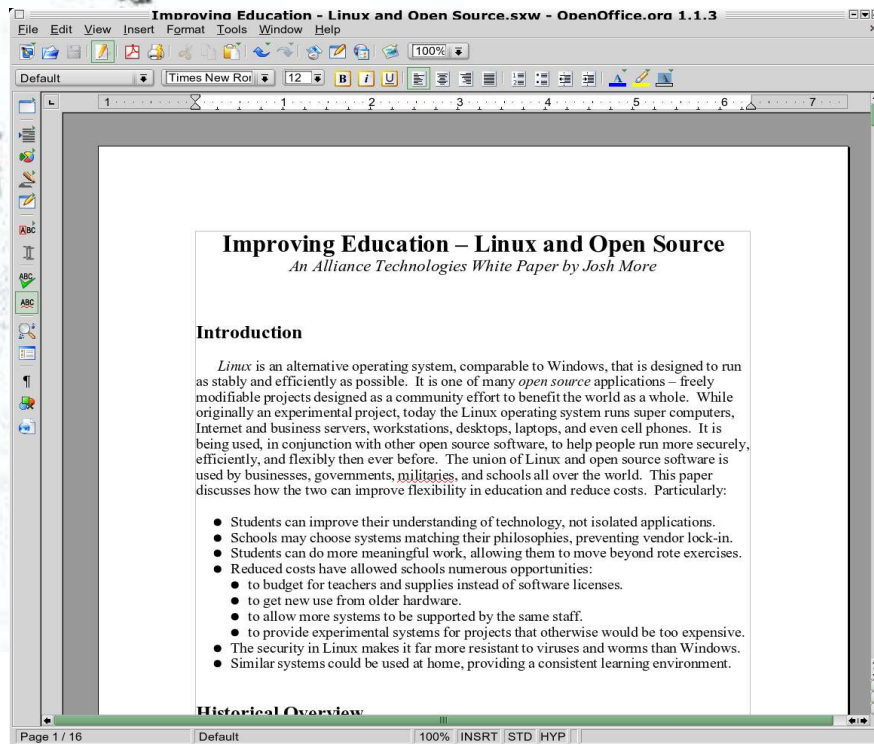 Improving Education - Linux and Open Source.sxw - OpenOffice.org 1.1.3
File Edit View Insert Format Tools Window Help
100%
Default Times New Ror 12 B i U A
1 1 2 3 4 5 6 7
ABC
ABC
ABC
Improving Education – Linux and Open Source
An Alliance Technologies White Paper by Josh More
Introduction
Linux is an alternative operating system, comparable to Windows, that is designed to run
as stably and efficiently as possible. It is one of many open source applications – freely
modifiable projects designed as a community effort to benefit the world as a whole. While
originally an experimental project, today the Linux operating system runs super computers,
Internet and business servers, workstations, desktops, laptops, and even cell phones. It is
being used, in conjunction with other open source software, to help people run more securely,
efficiently, and flexibly then ever before. The union of Linux and open source software is
used by businesses, governments, militaries, and schools all over the world. This paper
discusses how the two can improve flexibility in education and reduce costs. Particularly:
● Students can improve their understanding of technology, not isolated applications.
● Schools may choose systems matching their philosophies, preventing vendor lock-in.
● Students can do more meaningful work, allowing them to move beyond rote exercises.
● Reduced costs have allowed schools numerous opportunities:
● to budget for teachers and supplies instead of software licenses.
● to get new use from older hardware.
● to allow more systems to be supported by the same staff.
● to provide experimental systems for projects that otherwise would be too expensive.
● The security in Linux makes it far more resistant to viruses and worms than Windows.
● Similar systems could be used at home, providing a consistent learning environment.
Historical Overview
Page 1 / 16 Default 100% INSRT STD HYP